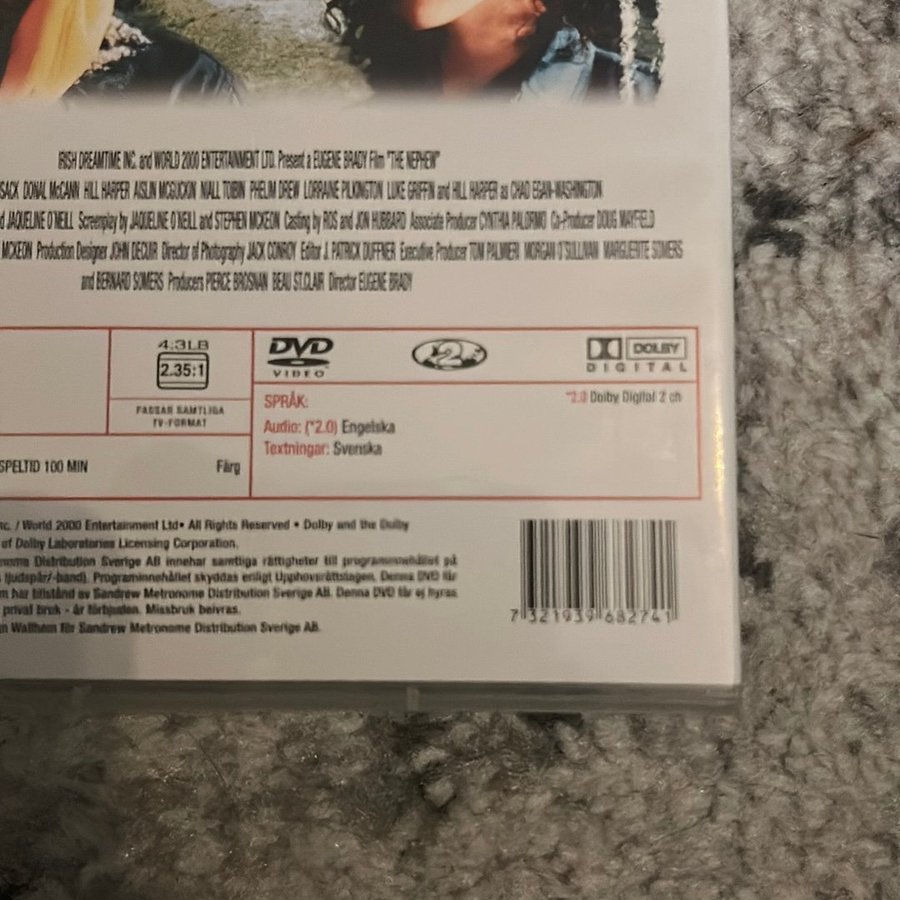 IRISH DREAMTIME INC. and WORLD 2000 ENTERTAINMENT LTD. Present a EUGENE BRADY Film "THE NEPHEW"
SACK DONAL McCANN HILL HARPER AISLIN MCGUCKIN NIALL TOIBIN PHELIM DREW LORRAINE PILKINGTON LUKE GRIFFIN and HILL HARPER as CHAD EGAN-WASHINGTON
JAQUELINE O'NEILL Screenplay by JAQUELINE O'NEILL and STEPHEN MCKEON Casting by ROS and JON HUBBARD Associate Producer CYNTHIA PALORMO Co-Producer DOUG MAYFIELD
MCKEON Production Designer JOHN DECUIR Director of Photography JACK CONROY Editor J. PATRICK DUFFNER Executive Producer TOM PALMIERI MORGAN O'SULLIVAN MARGUERITE SOMERS
and BERNARD SOMERS Producers PIERCE BROSNAN BEAU ST.CLAIR Director EUGENE BRADY
4:3LB
2.35:1
PASSAR SAMTLIGA
TV-FORMAT
SPELTID 100 MIN Färg
DVD
VIDEO
2
DOLBY
DIGITAL
SPRÅK:
*2.0 Dolby Digital 2 ch
Audio: (*2.0) Engelska
Textningar: Svenska
nc. / World 2000 Entertainment Ltd• All Rights Reserved • Dolby and the Dolby
of Dolby Laboratories Licensing Corporation.
nome Distribution Sverige AB innehar samtliga rättigheter till programinnehållet på
ljudspår/-band). Programinnehållet skyddas enligt Upphovsrättslagen. Denna DVD får
m har tillstånd av Sandrew Metronome Distribution Sverige AB. Denna DVD får ej hyras
privat bruk - är förbjuden. Missbruk beivras.
n Wallhem för Sandrew Metronome Distribution Sverige AB.
7 321939 682741